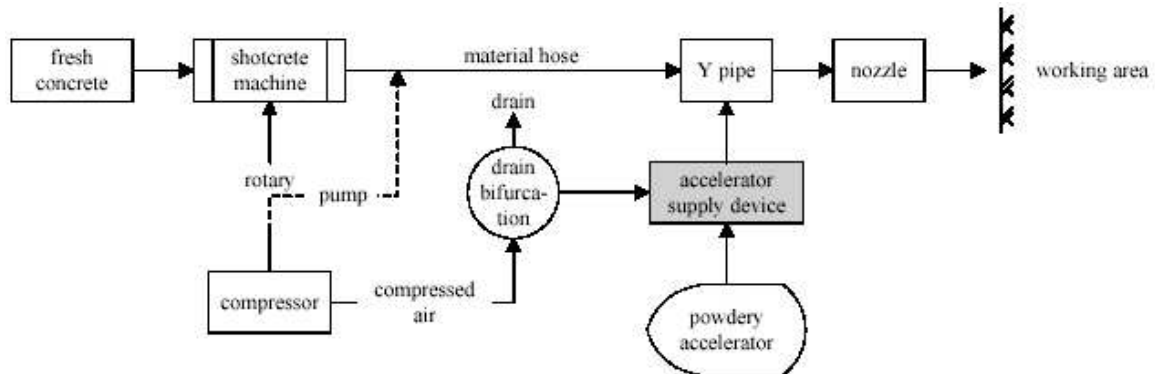 fresh
concrete
shotcrete
machine
material hose
Y pipe
nozzle
working area
drain
drain
bifurca-
tion
rotary
pump
accelerator
supply device
compressor
compressed
air
powdery
accelerator